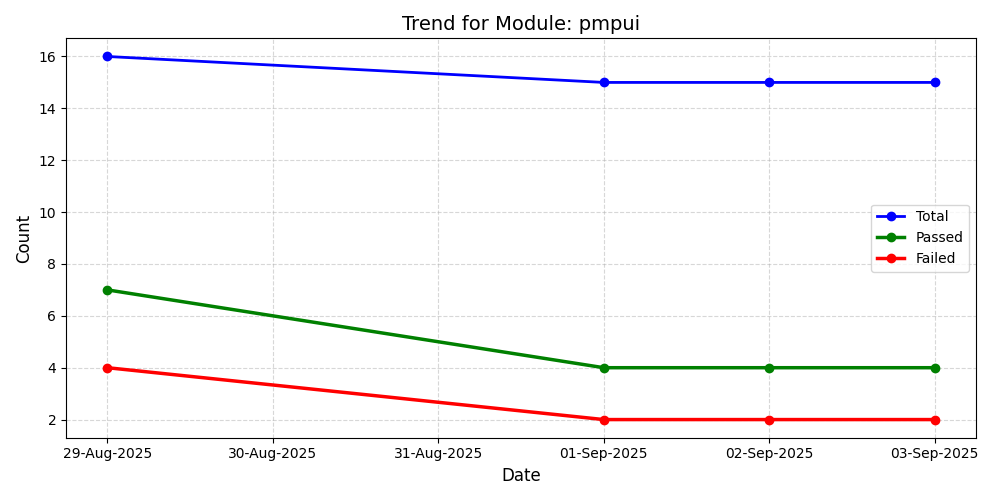 Trend for Module: pmpui
Count
16
14
12
10
8
6
4
2
Total
Passed
Failed
29-Aug-2025
30-Aug-2025
31-Aug-2025
01-Sep-2025
02-Sep-2025
03-Sep-2025
Date